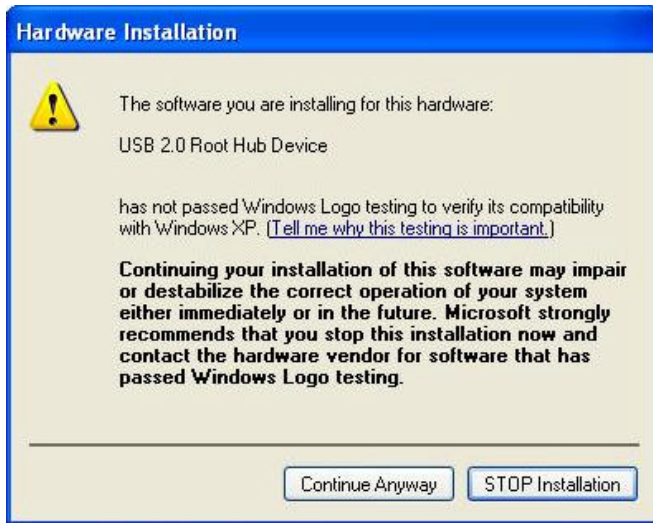 Hardware Installation
The software you are installing for this hardware:
USB 2.0 Root Hub Device
has not passed Windows Logo testing to verify its compatibility
with Windows XP. (Tell me why this testing is important.)
Continuing your installation of this software may impair
or destabilize the correct operation of your system
either immediately or in the future. Microsoft strongly
recommends that you stop this installation now and
contact the hardware vendor for software that has
passed Windows Logo testing.
Continue Anyway
STOP Installation